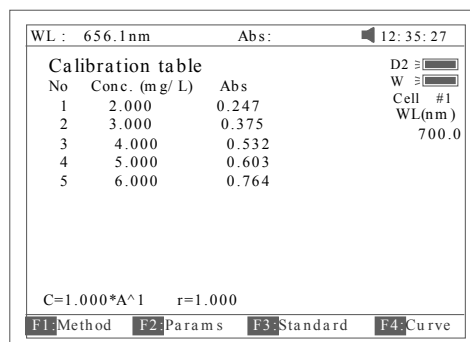 WL : 656.1nm Abs: 12:35:27
Calibration table
D2
No Conc. (mg/L) Abs
W
1 2.000 0.247
Cell #1
2 3.000 0.375
WL(nm)
3 4.000 0.532
700.0
4 5.000 0.603
5 6.000 0.764
C=1.000*A^1 r=1.000
F1:Method F2:Params F3:Standard F4:Curve